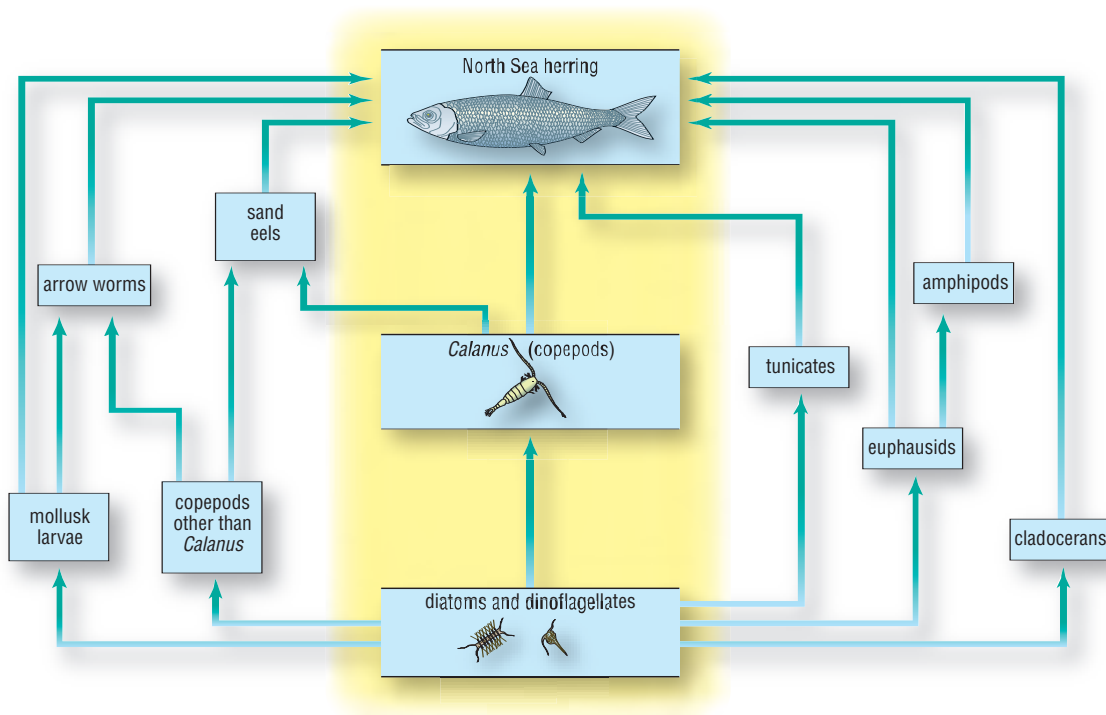 North Sea herring
sand
eels
arrow worms
amphipods
Calanus (copepods)
tunicates
euphausids
mollusk
larvae
copepods
other than
Calanus
cladocerans
diatoms and dinoflagellates